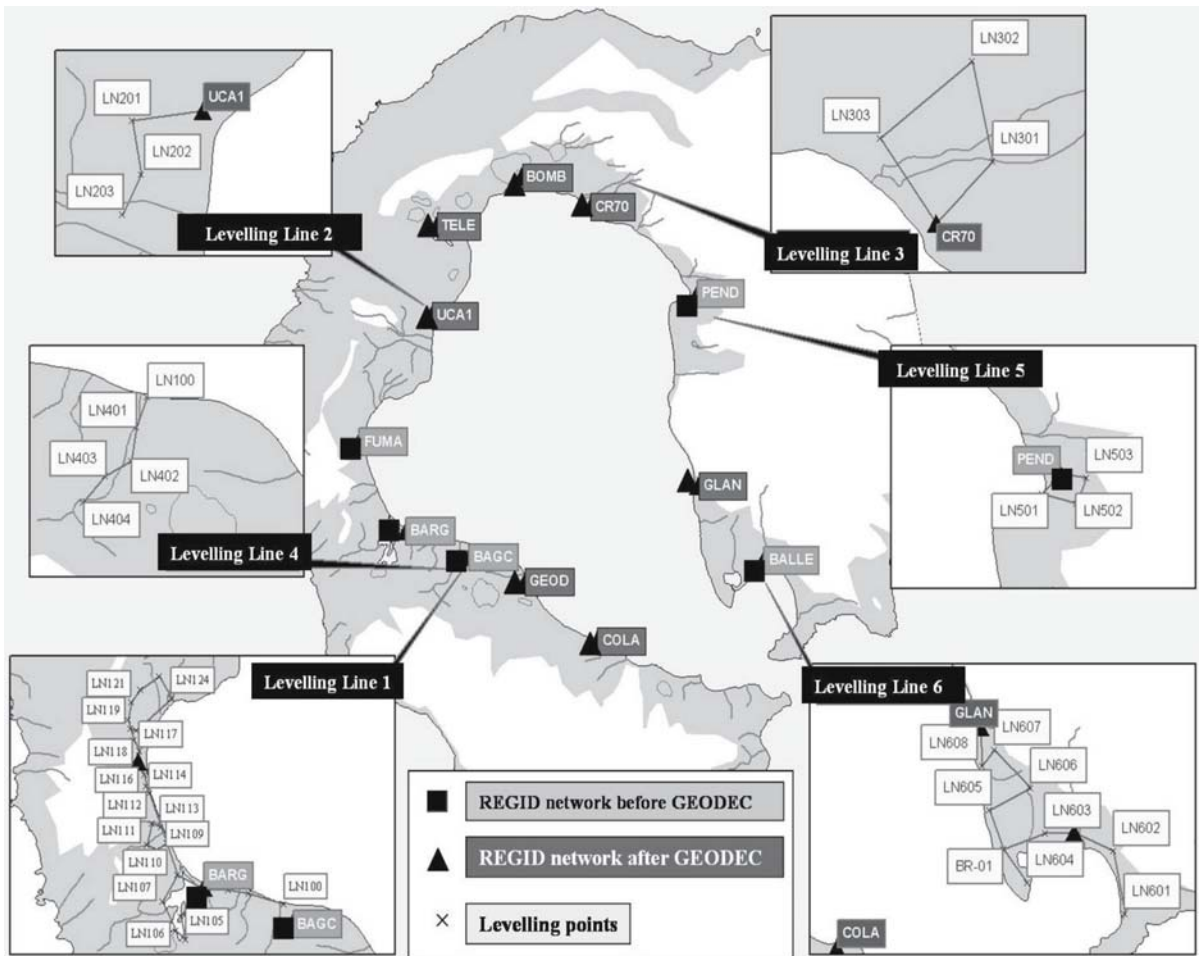 LN201
UCA1
LN202
LN203
Levelling Line 2
LN302
LN303
LN301
CR70
Levelling Line 3
BOMB
CR70
TELE
UCA1
PEND
Levelling Line 5
LN100
LN401
LN403
LN402
LN404
Levelling Line 4
FUMA
BARG
BAGC
GEOD
COLA
GLAN
BALLE
PEND
LN503
LN501
LN502
Levelling Line 1
LN121
LN124
LN119
LN117
LN118
LN116
LN114
LN112
LN113
LN111
LN109
LN110
BARG
LN107
LN100
LN105
LN106
BAGC
Levelling Line 6
GLAN
LN607
LN608
LN606
LN605
LN603
LN602
BR-01
LN604
LN601
COLA
REGID network before GEODEC
REGID network after GEODEC
Levelling points